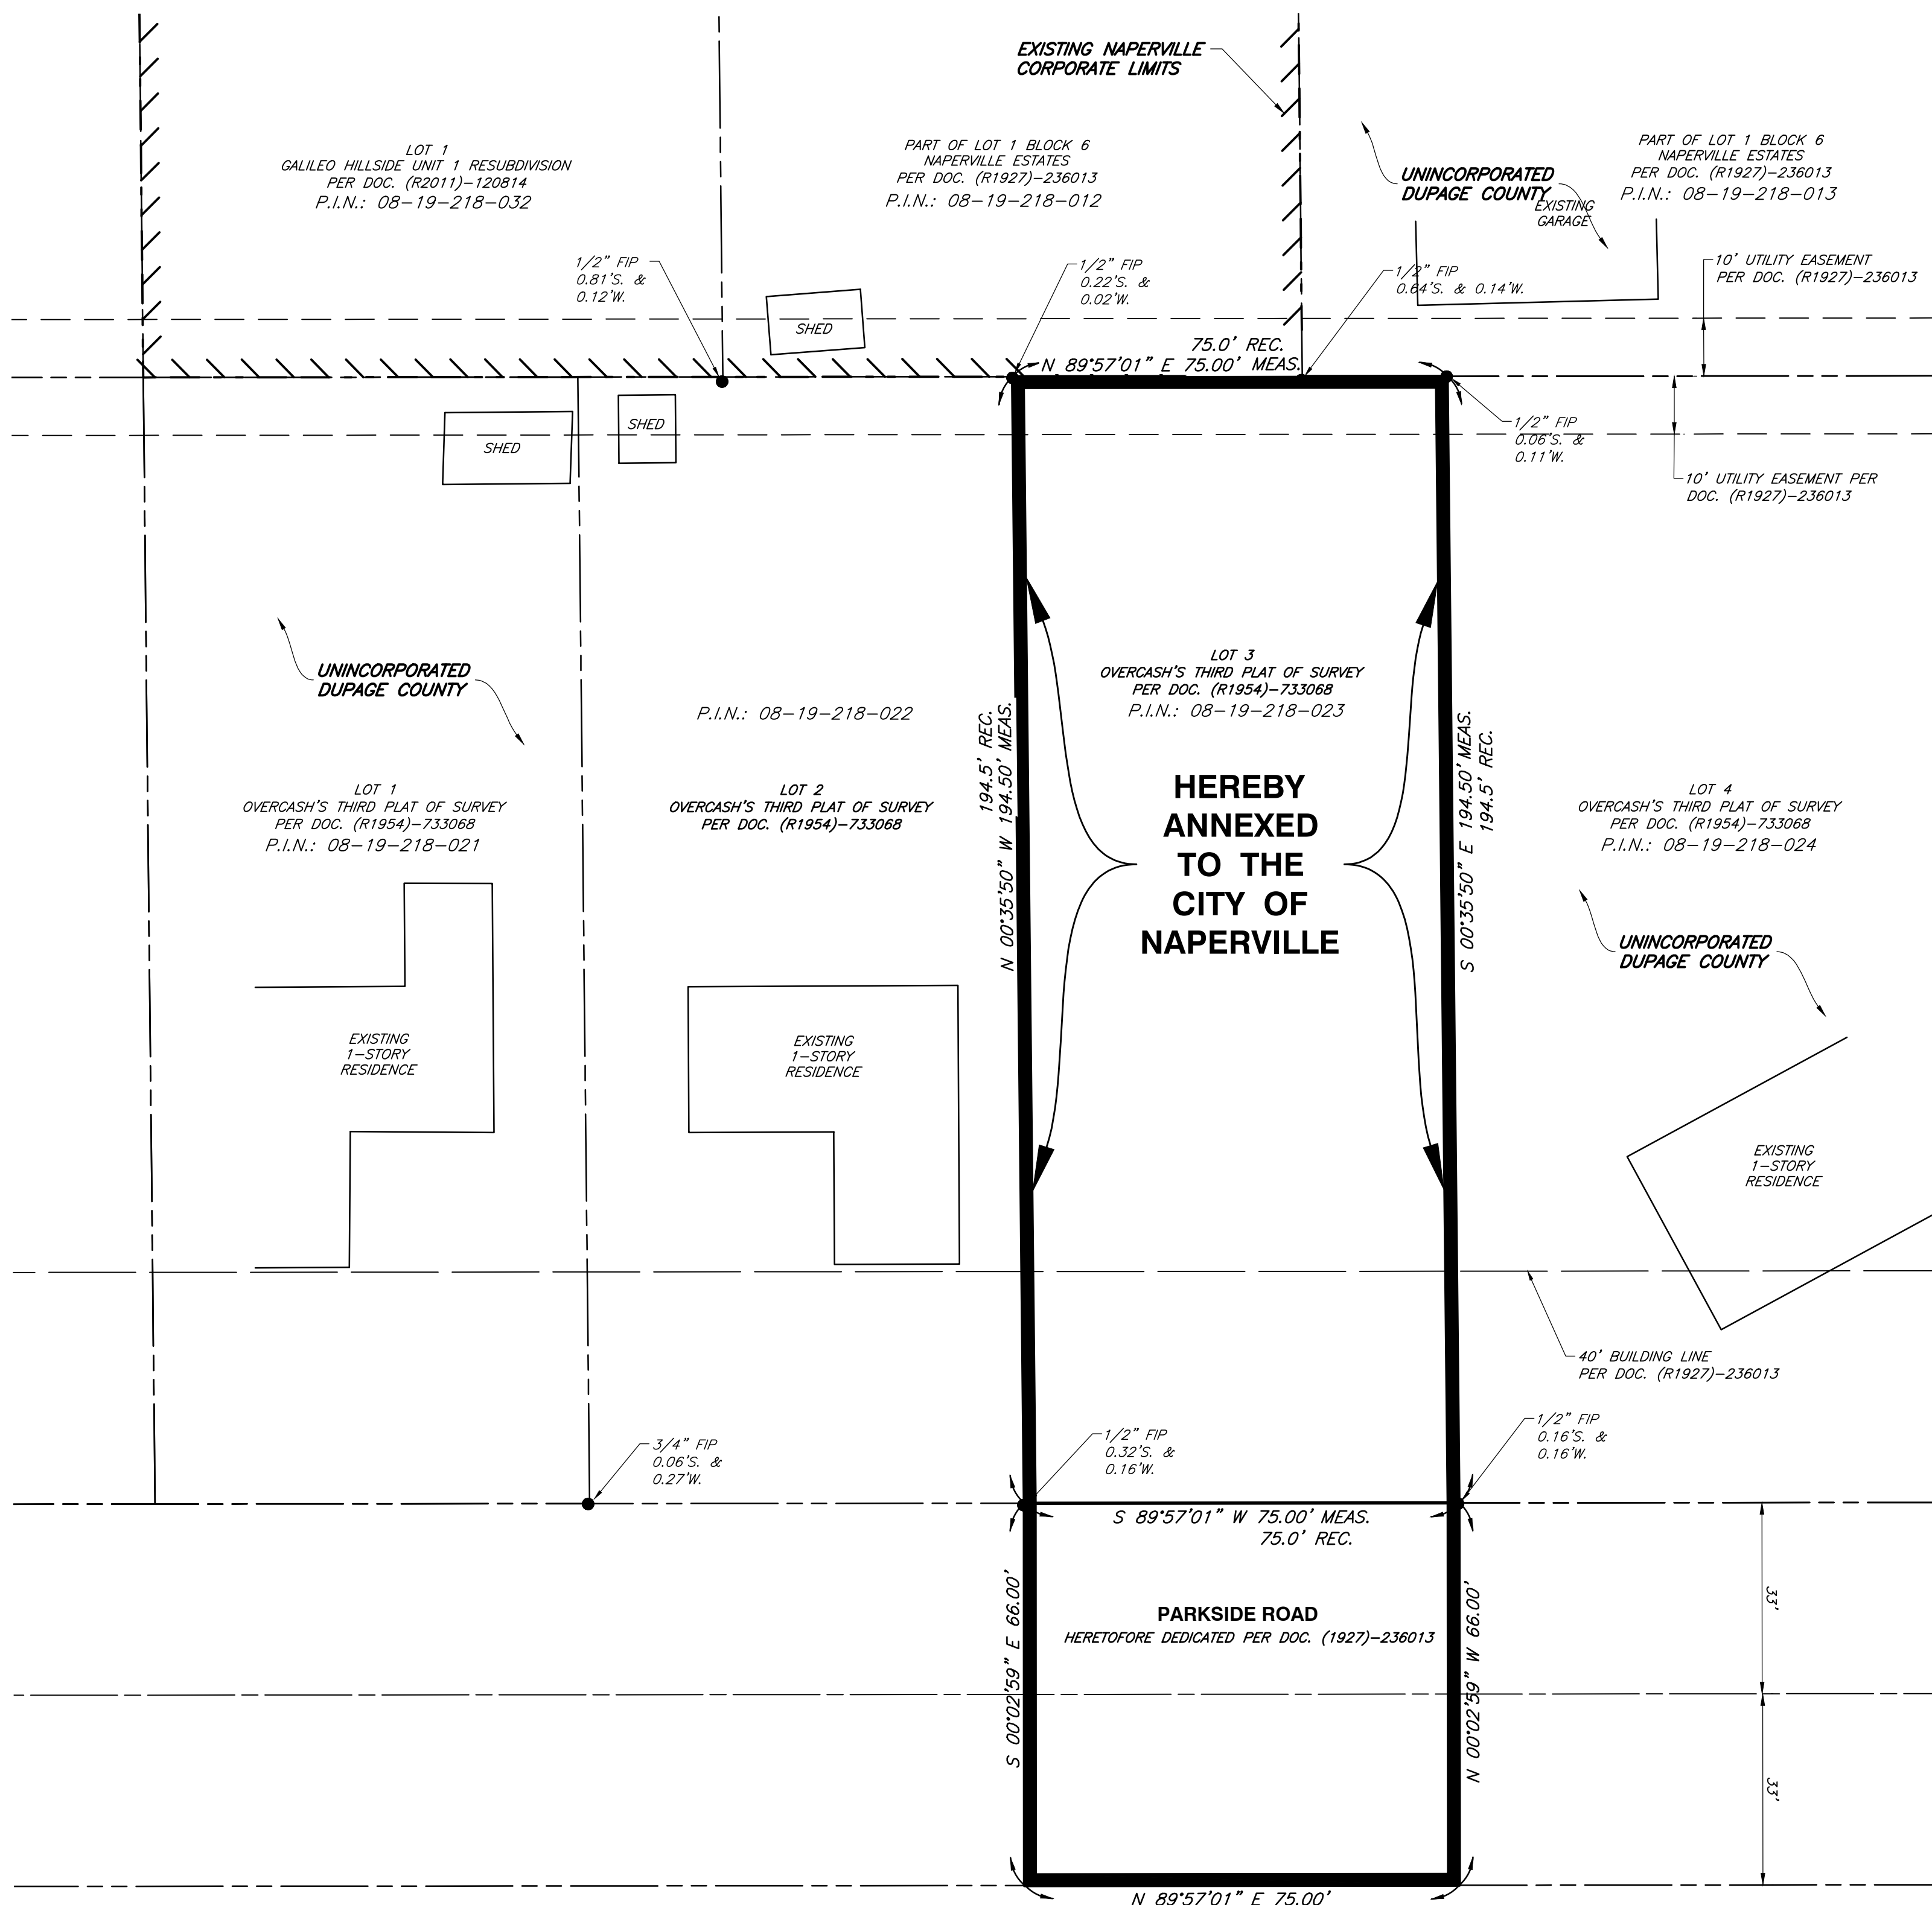 EXISTING NAPERVILLE
CORPORATE LIMITS
LOT 1
GALILEO HILLSIDE UNIT 1 RESUBDIVISION
PER DOC. (R2011)-120814
P.I.N.: 08-19-218-032
PART OF LOT 1 BLOCK 6
NAPERVILLE ESTATES
PER DOC. (R1927)-236013
P.I.N.: 08-19-218-012
UNINCORPORATED
DUPAGE COUNTY
PART OF LOT 1 BLOCK 6
NAPERVILLE ESTATES
PER DOC. (R1927)-236013
P.I.N.: 08-19-218-013
EXISTING
GARAGE
1/2" FIP
0.81'S. &
0.12'W.
1/2" FIP
0.22'S. &
0.02'W.
1/2" FIP
0.64'S. & 0.14'W.
10' UTILITY EASEMENT
PER DOC. (R1927)-236013
SHED
75.0' REC.
N 89°57'01" E 75.00' MEAS.
SHED
SHED
1/2" FIP
0.06'S. &
0.11'W.
10' UTILITY EASEMENT PER
DOC. (R1927)-236013
UNINCORPORATED
DUPAGE COUNTY
P.I.N.: 08-19-218-022
LOT 3
OVERCASH'S THIRD PLAT OF SURVEY
PER DOC. (R1954)-733068
P.I.N.: 08-19-218-023
194.5' REC.
N 00°35'50" W 194.50' MEAS.
S 00°35'50" E 194.50' MEAS.
194.5' REC.
LOT 1
OVERCASH'S THIRD PLAT OF SURVEY
PER DOC. (R1954)-733068
P.I.N.: 08-19-218-021
LOT 2
OVERCASH'S THIRD PLAT OF SURVEY
PER DOC. (R1954)-733068
HEREBY
ANNEXED
TO THE
CITY OF
NAPERVILLE
LOT 4
OVERCASH'S THIRD PLAT OF SURVEY
PER DOC. (R1954)-733068
P.I.N.: 08-19-218-024
UNINCORPORATED
DUPAGE COUNTY
EXISTING
1-STORY
RESIDENCE
EXISTING
1-STORY
RESIDENCE
EXISTING
1-STORY
RESIDENCE
40' BUILDING LINE
PER DOC. (R1927)-236013
3/4" FIP
0.06'S. &
0.27'W.
1/2" FIP
0.32'S. &
0.16'W.
1/2" FIP
0.16'S. &
0.16'W.
S 89°57'01" W 75.00' MEAS.
75.0' REC.
S 00°02'59" E 66.00'
PARKSIDE ROAD
HERETOFORE DEDICATED PER DOC. (1927)-236013
N 00°02'59" W 66.00'
33'
33'
N 89°57'01" E 75.00'